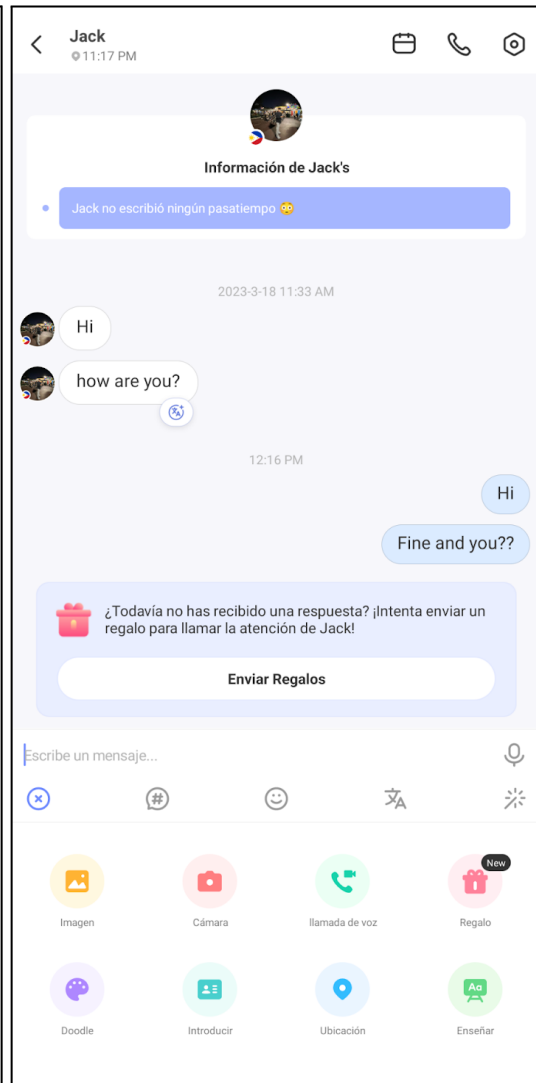 Jack
11:17 PM
Información de Jack's
Jack no escribió ningún pasatiempo 😳
2023-3-18 11:33 AM
Hi
how are you?
12:16 PM
Hi
Fine and you??
¿Todavía no has recibido una respuesta? ¡Intenta enviar un
regalo para llamar la atención de Jack!
Enviar Regalos
Escribe un mensaje...
New
Imagen
Cámara
llamada de voz
Regalo
Aa
Doodle
Introducir
Ubicación
Enseñar